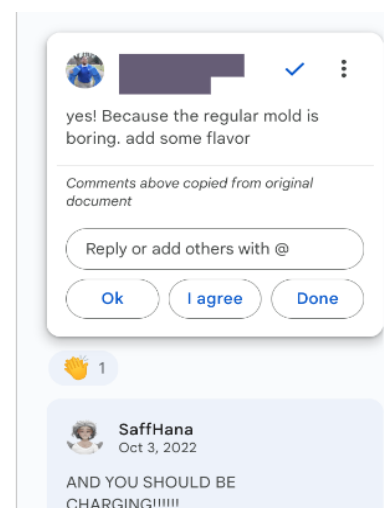 yes! Because the regular mold is
boring. add some flavor
Comments above copied from original
document
Reply or add others with @
Ok
I agree
Done
1
SaffHana
Oct 3, 2022
AND YOU SHOULD BE
CHARGING!!!!!!